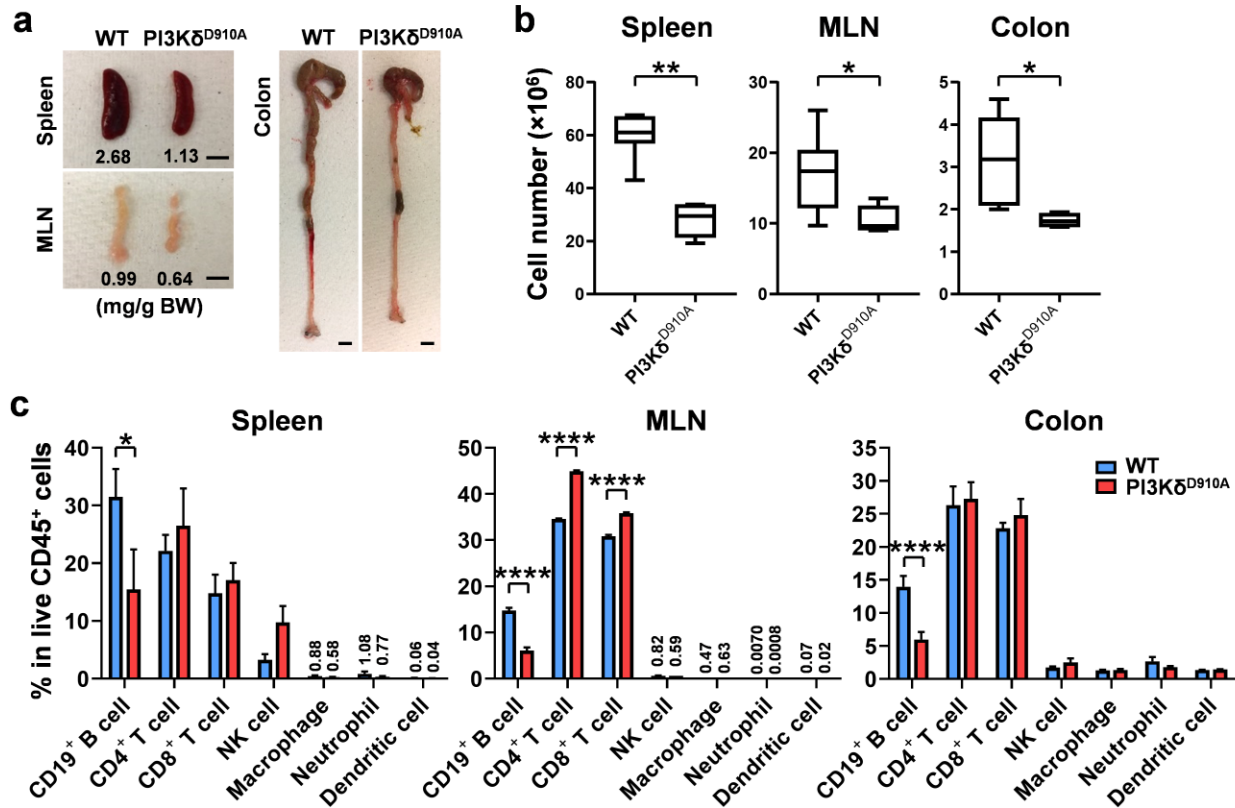 a
WT PI3Kδ^D910A
Spleen
2.68 1.13
MLN
0.99 0.64
(mg/g BW)
WT PI3Kδ^D910A
Colon
b
Spleen MLN Colon
Cell number (×10⁶)
80
60
40
20
0
**
WT
PI3Kδ^D910A
30
20
10
0
*
WT
PI3Kδ^D910A
5
4
3
2
1
0
*
WT
PI3Kδ^D910A
c
Spleen
% in live CD45⁺ cells
40
30
20
10
0
*
0.88
0.58
1.08
0.77
0.06
0.04
CD19⁺ B cell
CD4⁺ T cell
CD8⁺ T cell
NK cell
Macrophage
Neutrophil
Dendritic cell
MLN
50
40
30
20
10
0
****
****
****
0.82
0.59
0.47
0.63
0.0070
0.0008
0.07
0.02
CD19⁺ B cell
CD4⁺ T cell
CD8⁺ T cell
NK cell
Macrophage
Neutrophil
Dendritic cell
Colon
35
30
25
20
15
10
5
0
****
WT
PI3Kδ^D910A
CD19⁺ B cell
CD4⁺ T cell
CD8⁺ T cell
NK cell
Macrophage
Neutrophil
Dendritic cell